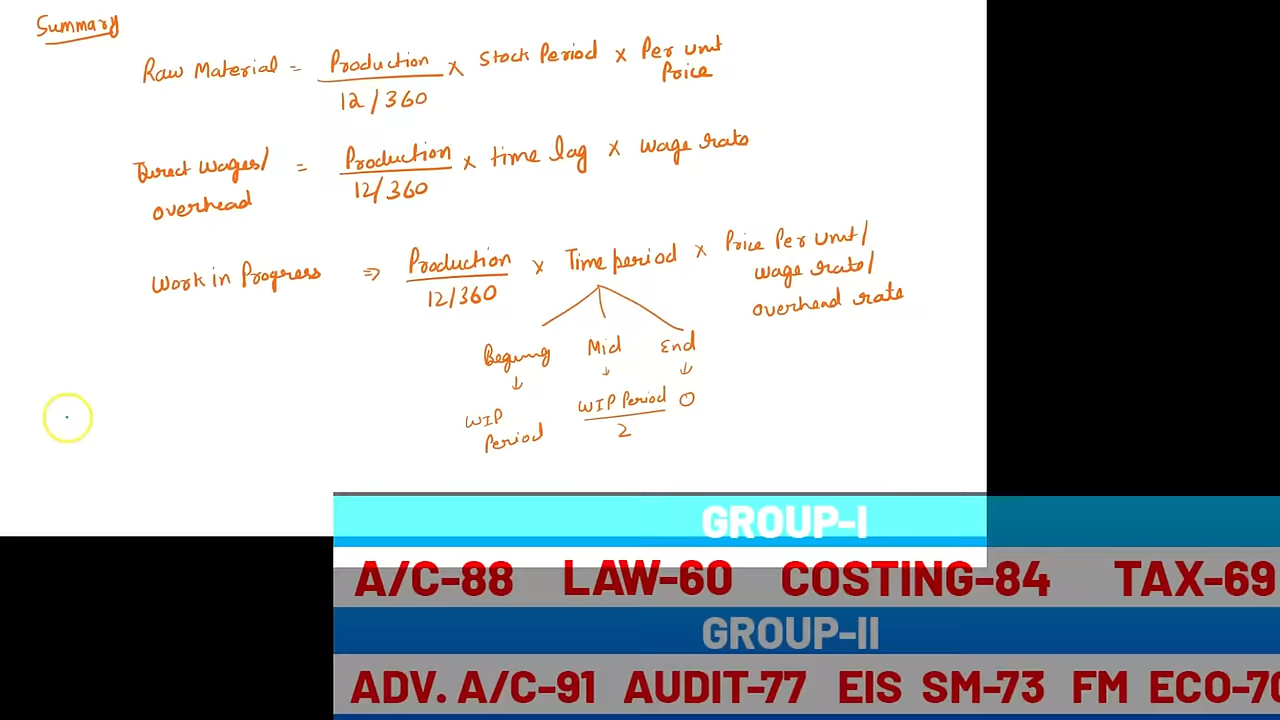 Summary
Raw Material = Production / 12/360 × Stock Period × Per unit Price
Direct Wages/ overhead = Production / 12/360 × time lag × wage rate
Work in Progress ⇒ Production / 12/360 × Time period × Price Per unit/ wage rate/ overhead rate
Mid End
↓ ↓ ↓
WIP Period WIP Period / 2 0
GROUP-I
A/C-88 LAW-60 COSTING-84 TAX-69
GROUP-II
ADV. A/C-91 AUDIT-77 EIS SM-73 FM ECO-70